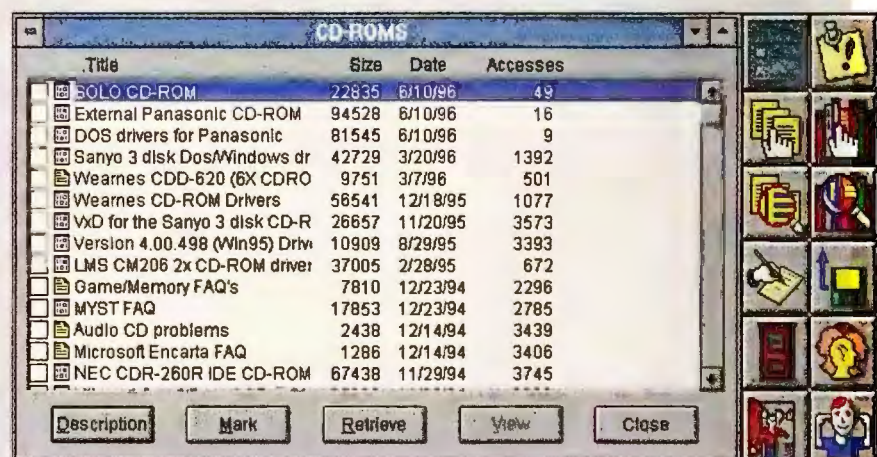 CD-ROMS
.Title Size Date Accesses
SOLO CD-ROM 22835 6/10/96 49
External Panasonic CD-ROM 94528 6/10/96 16
DOS drivers for Panasonic 81545 6/10/96 9
Sanyo 3 disk Dos/Windows dr 42729 3/20/96 1392
Wearnes CDD-620 (6X CDRO 9751 3/7/96 501
Wearnes CD-ROM Drivers 56541 12/18/95 1077
VxD for the Sanyo 3 disk CD-R 26657 11/20/95 3573
Version 4.00.498 (Win95) Driv 10909 8/29/95 3393
LMS CM206 2x CD-ROM driver 37005 2/28/95 672
Game/Memory FAQ's 7810 12/23/94 2296
MYST FAQ 17853 12/23/94 2785
Audio CD problems 2438 12/14/94 3439
Microsoft Encarta FAQ 1286 12/14/94 3406
NEC CDR-260R IDE CD-ROM 67438 11/29/94 3745
Description Mark Retrieve View Close